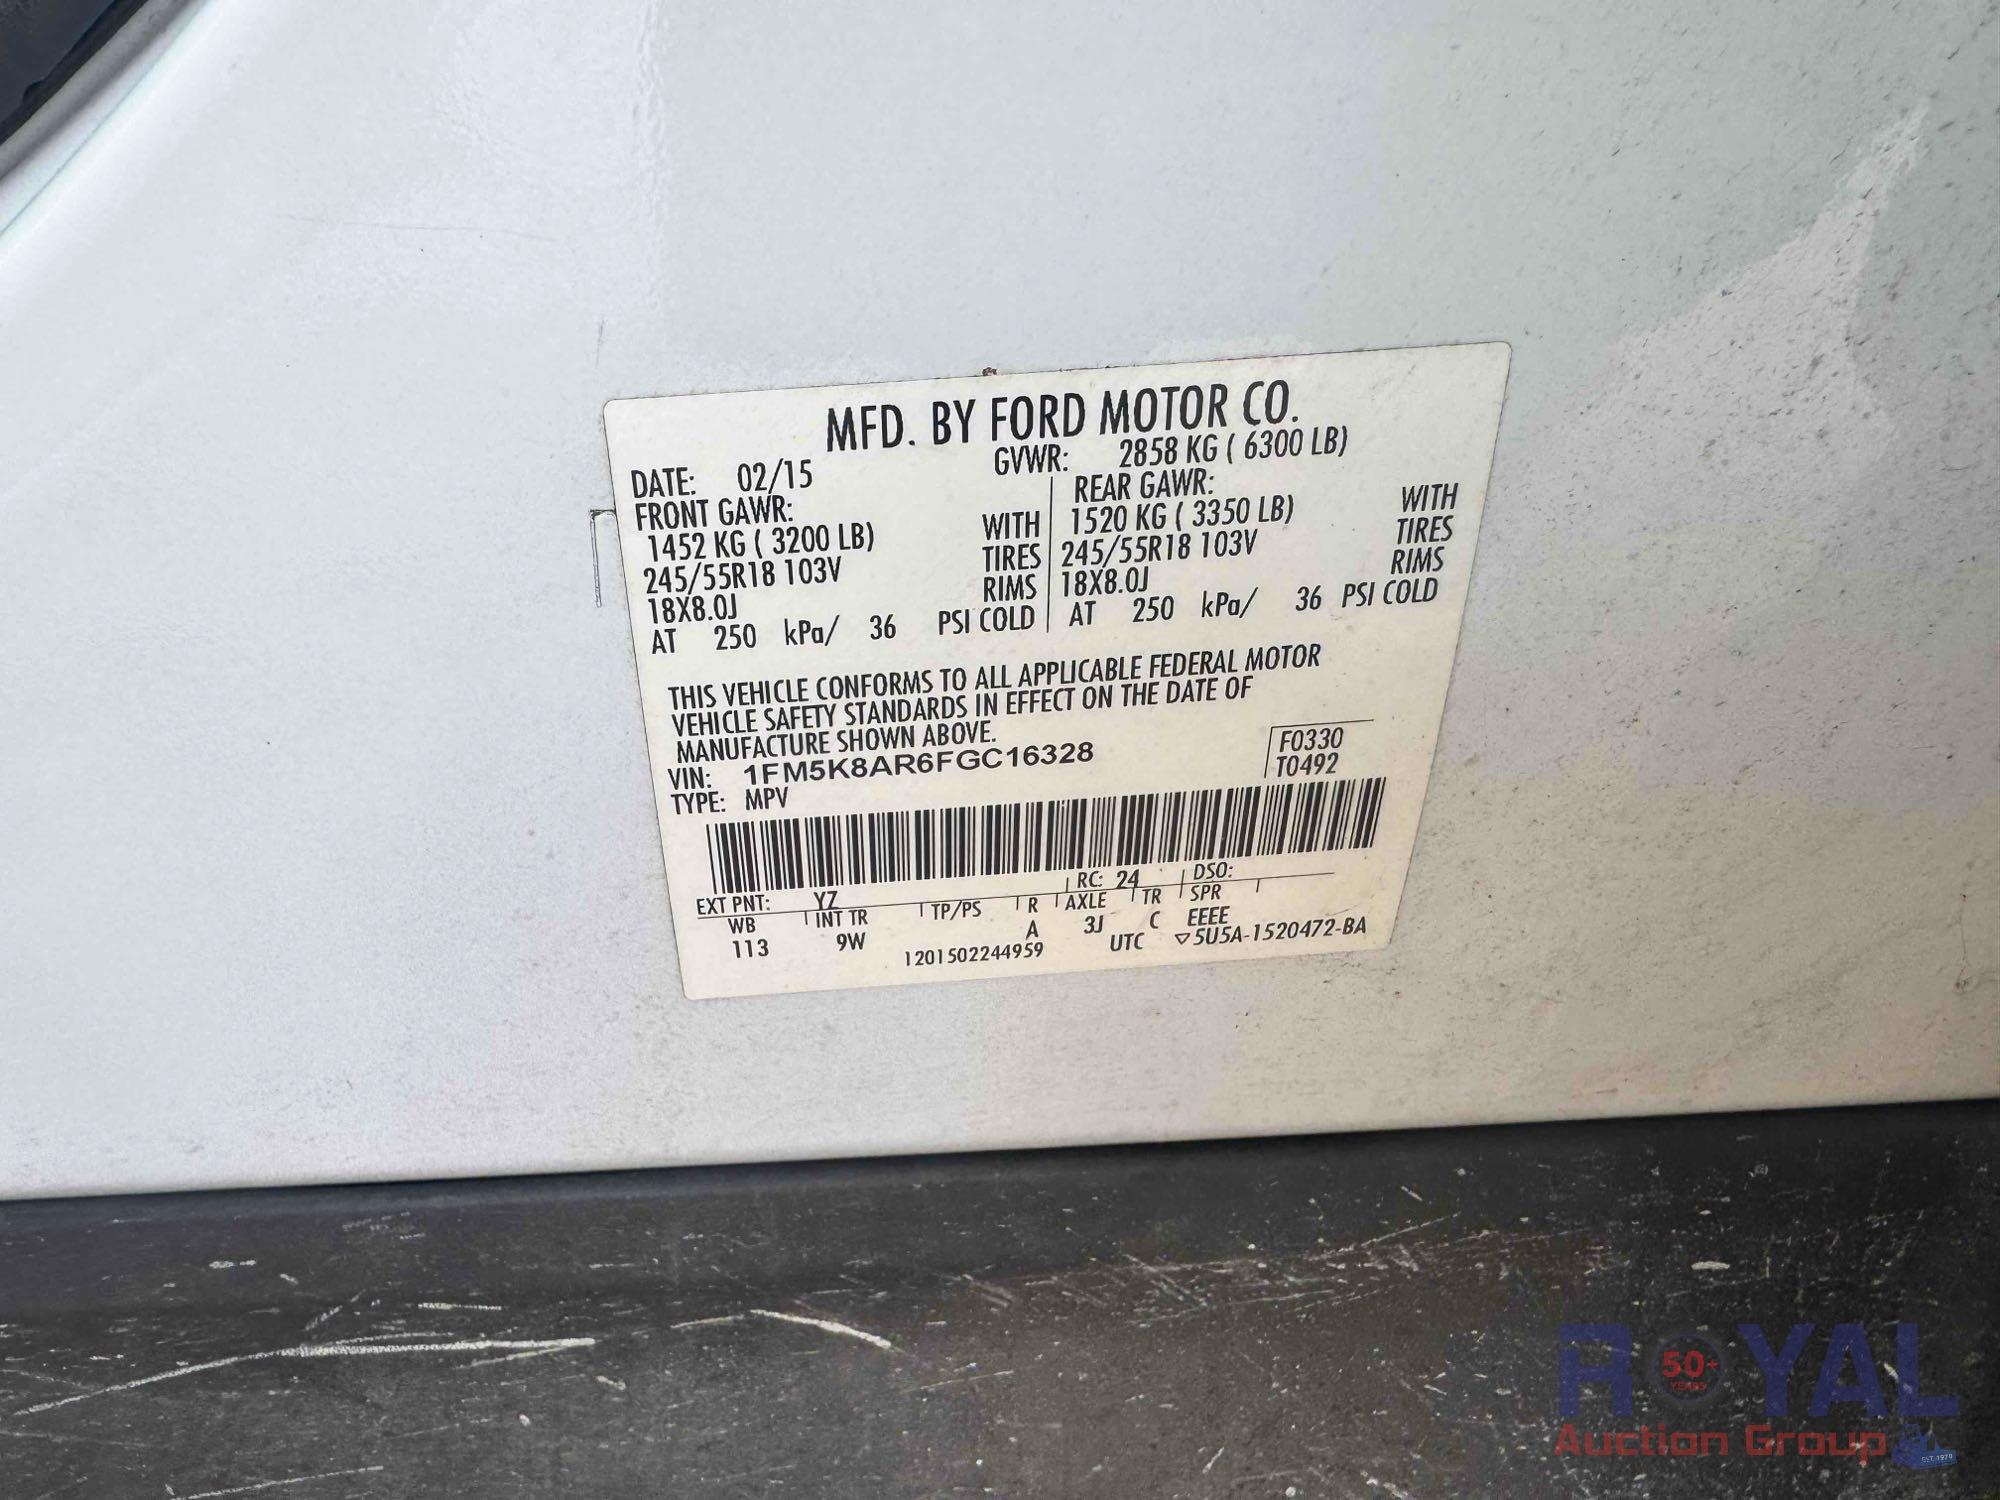 MFD. BY FORD MOTOR CO.
DATE: 02/15 GVWR: 2858 KG ( 6300 LB)
FRONT GAWR: REAR GAWR:
1452 KG ( 3200 LB) WITH 1520 KG ( 3350 LB) WITH
245/55R18 103V TIRES 245/55R18 103V TIRES
18X8.0J RIMS 18X8.0J RIMS
AT 250 kPa/ 36 PSI COLD AT 250 kPa/ 36 PSI COLD
THIS VEHICLE CONFORMS TO ALL APPLICABLE FEDERAL MOTOR
VEHICLE SAFETY STANDARDS IN EFFECT ON THE DATE OF
MANUFACTURE SHOWN ABOVE.
VIN: 1FM5K8AR6FGC16328 F0330
TYPE: MPV T0492
EXT PNT: YZ RC: 24 DSO:
WB INT TR TP/PS R AXLE TR SPR
113 9W A 3J C EEEE
1201502244959 UTC ▽5U5A-1520472-BA
ROYAL
50+
YEARS
Auction Group
EST. 1970